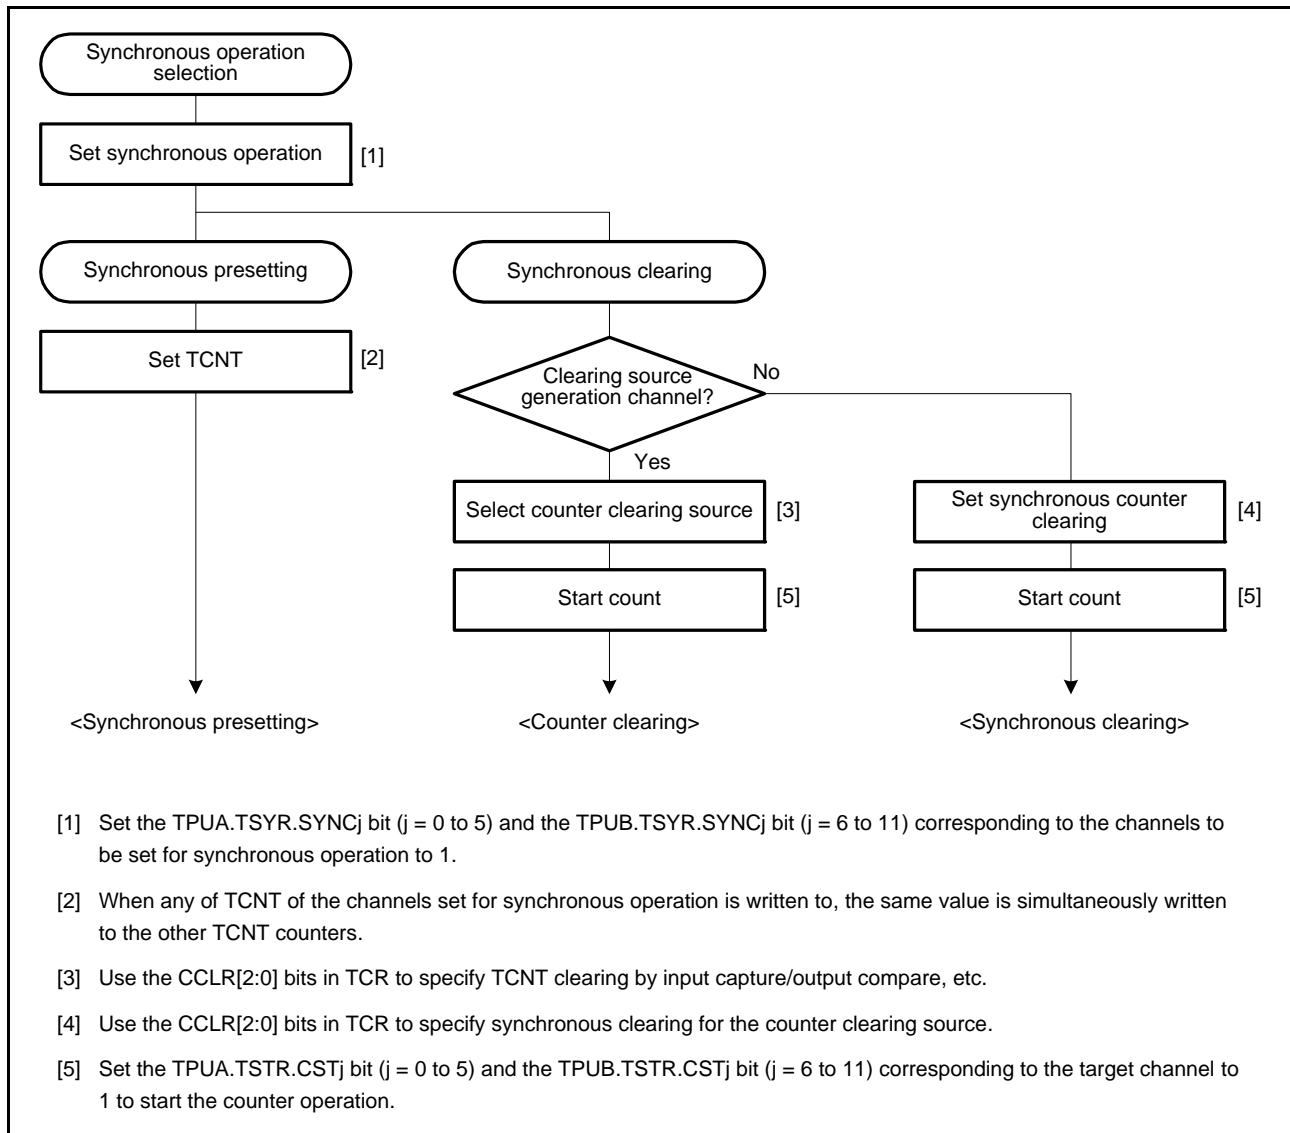 Synchronous operation
selection
Set synchronous operation
[1]
Synchronous presetting
Synchronous clearing
Set TCNT
[2]
Clearing source
generation channel?
No
Yes
Select counter clearing source
[3]
Set synchronous counter
clearing
[4]
Start count
[5]
Start count
[5]
<Synchronous presetting>
<Counter clearing>
<Synchronous clearing>
[1] Set the TPUA.TSYR.SYNCj bit (j = 0 to 5) and the TPUB.TSYR.SYNCj bit (j = 6 to 11) corresponding to the channels to
be set for synchronous operation to 1.
[2] When any of TCNT of the channels set for synchronous operation is written to, the same value is simultaneously written
to the other TCNT counters.
[3] Use the CCLR[2:0] bits in TCR to specify TCNT clearing by input capture/output compare, etc.
[4] Use the CCLR[2:0] bits in TCR to specify synchronous clearing for the counter clearing source.
[5] Set the TPUA.TSTR.CSTj bit (j = 0 to 5) and the TPUB.TSTR.CSTj bit (j = 6 to 11) corresponding to the target channel to
1 to start the counter operation.